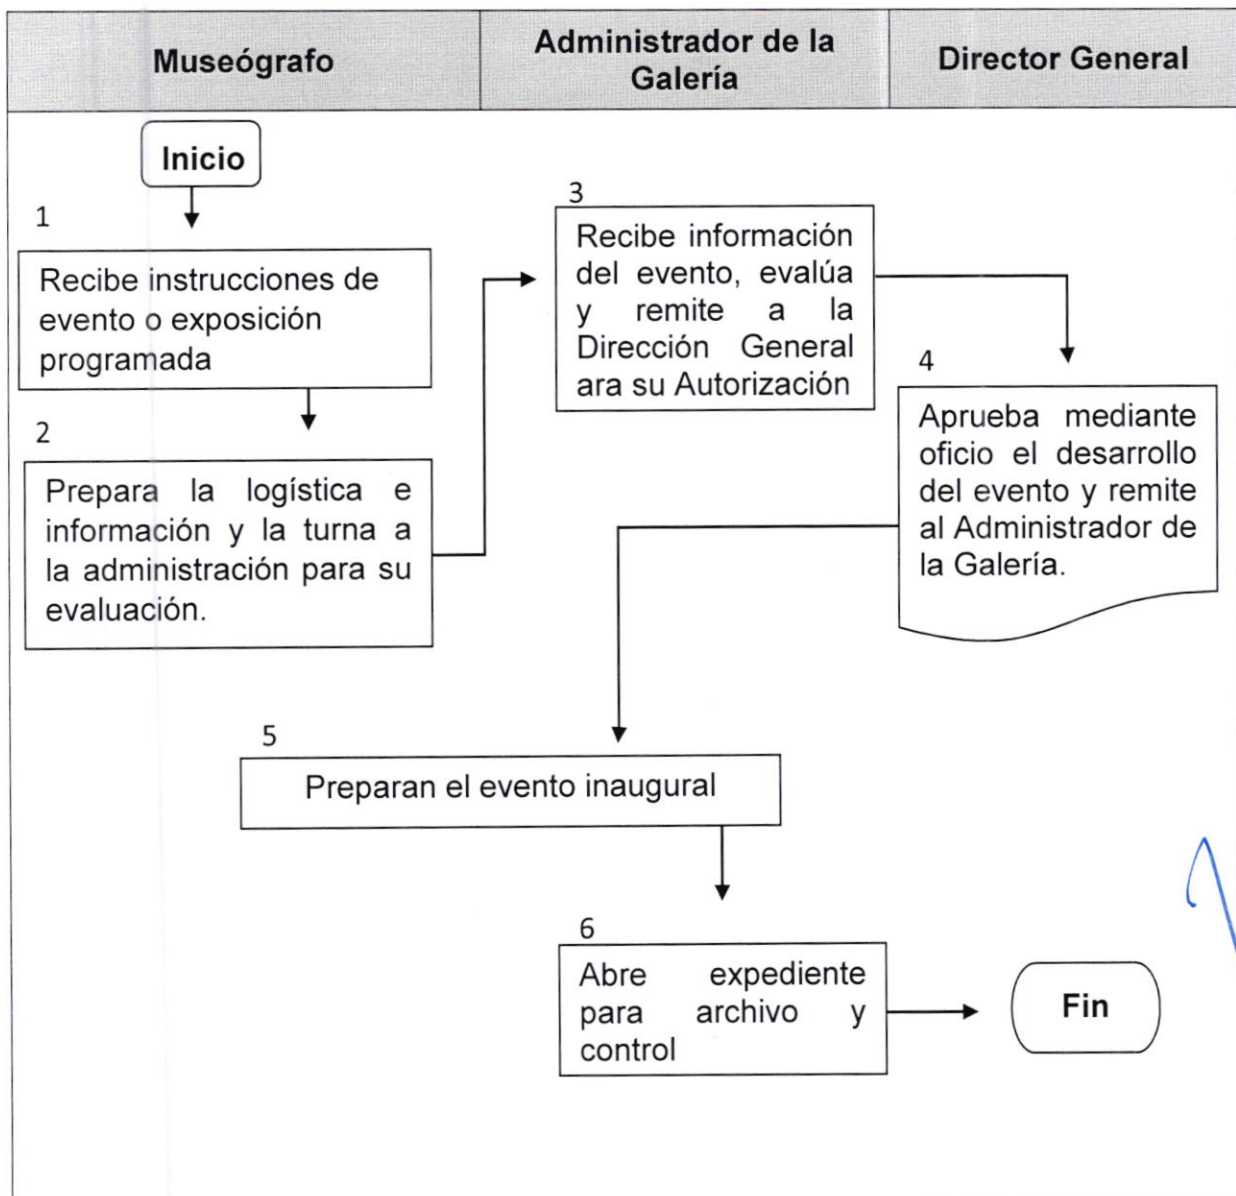 Museógrafo
Administrador de la
Galería
Director General
Inicio
1
Recibe instrucciones de
evento o exposición
programada
2
Prepara la logística e
información y la turna a
la administración para su
evaluación.
3
Recibe información
del evento, evalúa
y remite a la
Dirección General
ara su Autorización
4
Aprueba mediante
oficio el desarrollo
del evento y remite
al Administrador de
la Galería.
5
Preparan el evento inaugural
6
Abre expediente
para archivo y
control
Fin